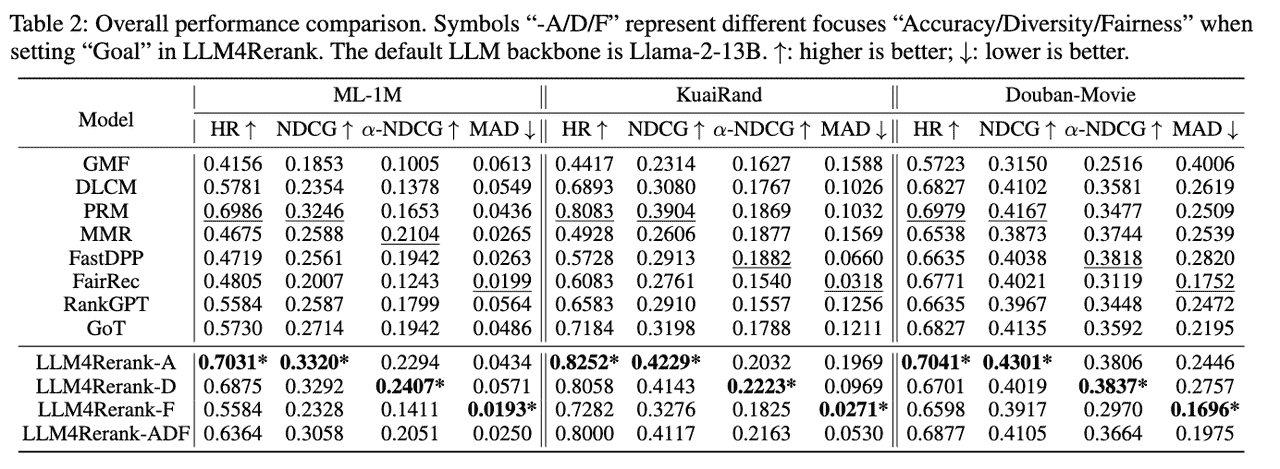 Table 2: Overall performance comparison. Symbols “-A/D/F” represent different focuses “Accuracy/Diversity/Fairness” when
setting “Goal” in LLM4Rerank. The default LLM backbone is Llama-2-13B. ↑: higher is better; ↓: lower is better.
Model ML-1M KuaiRand Douban-Movie
HR ↑ NDCG ↑ α-NDCG ↑ MAD ↓ HR ↑ NDCG ↑ α-NDCG ↑ MAD ↓ HR ↑ NDCG ↑ α-NDCG ↑ MAD ↓
GMF 0.4156 0.1853 0.1005 0.0613 0.4417 0.2314 0.1627 0.1588 0.5723 0.3150 0.2516 0.4006
DLCM 0.5781 0.2354 0.1378 0.0549 0.6893 0.3080 0.1767 0.1026 0.6827 0.4102 0.3581 0.2619
PRM 0.6986 0.3246 0.1653 0.0436 0.8083 0.3904 0.1869 0.1032 0.6979 0.4167 0.3477 0.2509
MMR 0.4675 0.2588 0.2104 0.0265 0.4928 0.2606 0.1877 0.1569 0.6538 0.3873 0.3744 0.2539
FastDPP 0.4719 0.2561 0.1942 0.0263 0.5728 0.2913 0.1882 0.0660 0.6635 0.4038 0.3818 0.2820
FairRec 0.4805 0.2007 0.1243 0.0199 0.6083 0.2761 0.1540 0.0318 0.6771 0.4021 0.3119 0.1752
RankGPT 0.5584 0.2587 0.1799 0.0564 0.6583 0.2910 0.1557 0.1256 0.6635 0.3967 0.3448 0.2472
GoT 0.5730 0.2714 0.1942 0.0486 0.7184 0.3198 0.1788 0.1211 0.6827 0.4135 0.3592 0.2195
LLM4Rerank-A 0.7031* 0.3320* 0.2294 0.0434 0.8252* 0.4229* 0.2032 0.1969 0.7041* 0.4301* 0.3806 0.2446
LLM4Rerank-D 0.6875 0.3292 0.2407* 0.0571 0.8058 0.4143 0.2223* 0.0969 0.6701 0.4019 0.3837* 0.2757
LLM4Rerank-F 0.5584 0.2328 0.1411 0.0193* 0.7282 0.3276 0.1825 0.0271* 0.6598 0.3917 0.2970 0.1696*
LLM4Rerank-ADF 0.6364 0.3058 0.2051 0.0250 0.8000 0.4117 0.2163 0.0530 0.6877 0.4105 0.3664 0.1975